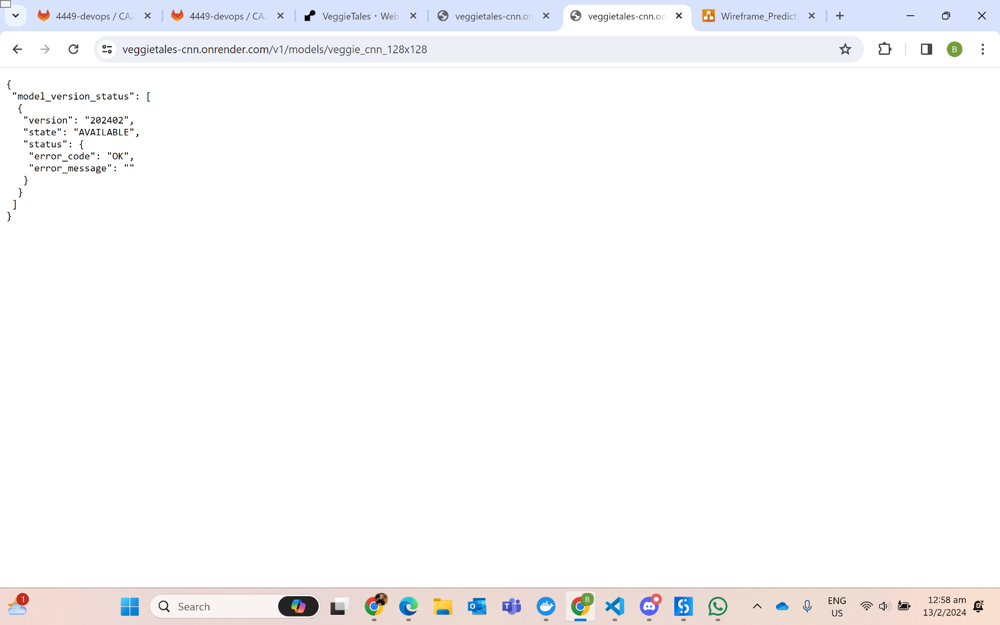 4449-devops / CA2
4449-devops / CA2
VeggieTales · Web
veggietales-cnn.on
veggietales-cnn.on
Wireframe_Predicti
veggietales-cnn.onrender.com/v1/models/veggie_cnn_128x128
B
{
"model_version_status": [
{
"version": "202402",
"state": "AVAILABLE",
"status": {
"error_code": "OK",
"error_message": ""
}
}
]
}
1
Search
B
ENG
US
12:58 am
13/2/2024